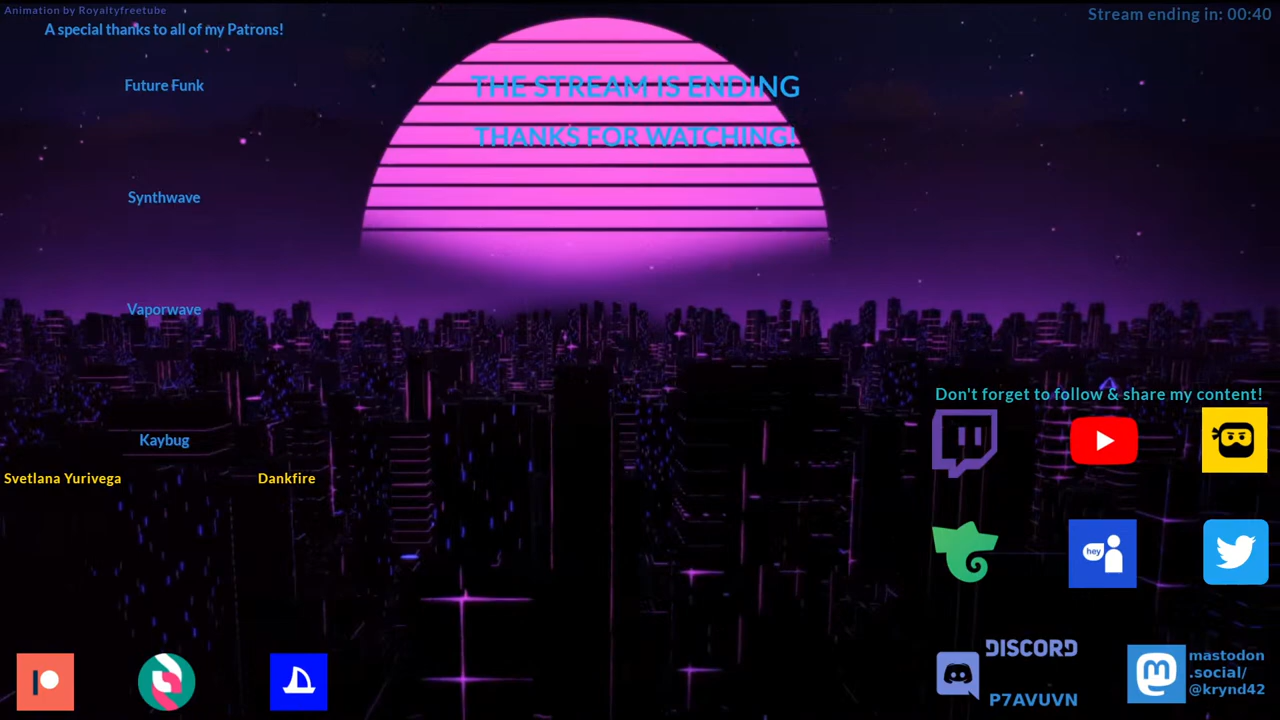 Animation by Royaltyfreetube
A special thanks to all of my Patrons!
Stream ending in: 00:40
Future Funk
THE STREAM IS ENDING
THANKS FOR WATCHING!
Synthwave
Vaporwave
Don't forget to follow & share my content!
Kaybug
Svetlana Yurivega
Dankfire
hey
DISCORD
P7AVUVN
mastodon
.social/
@krynd42